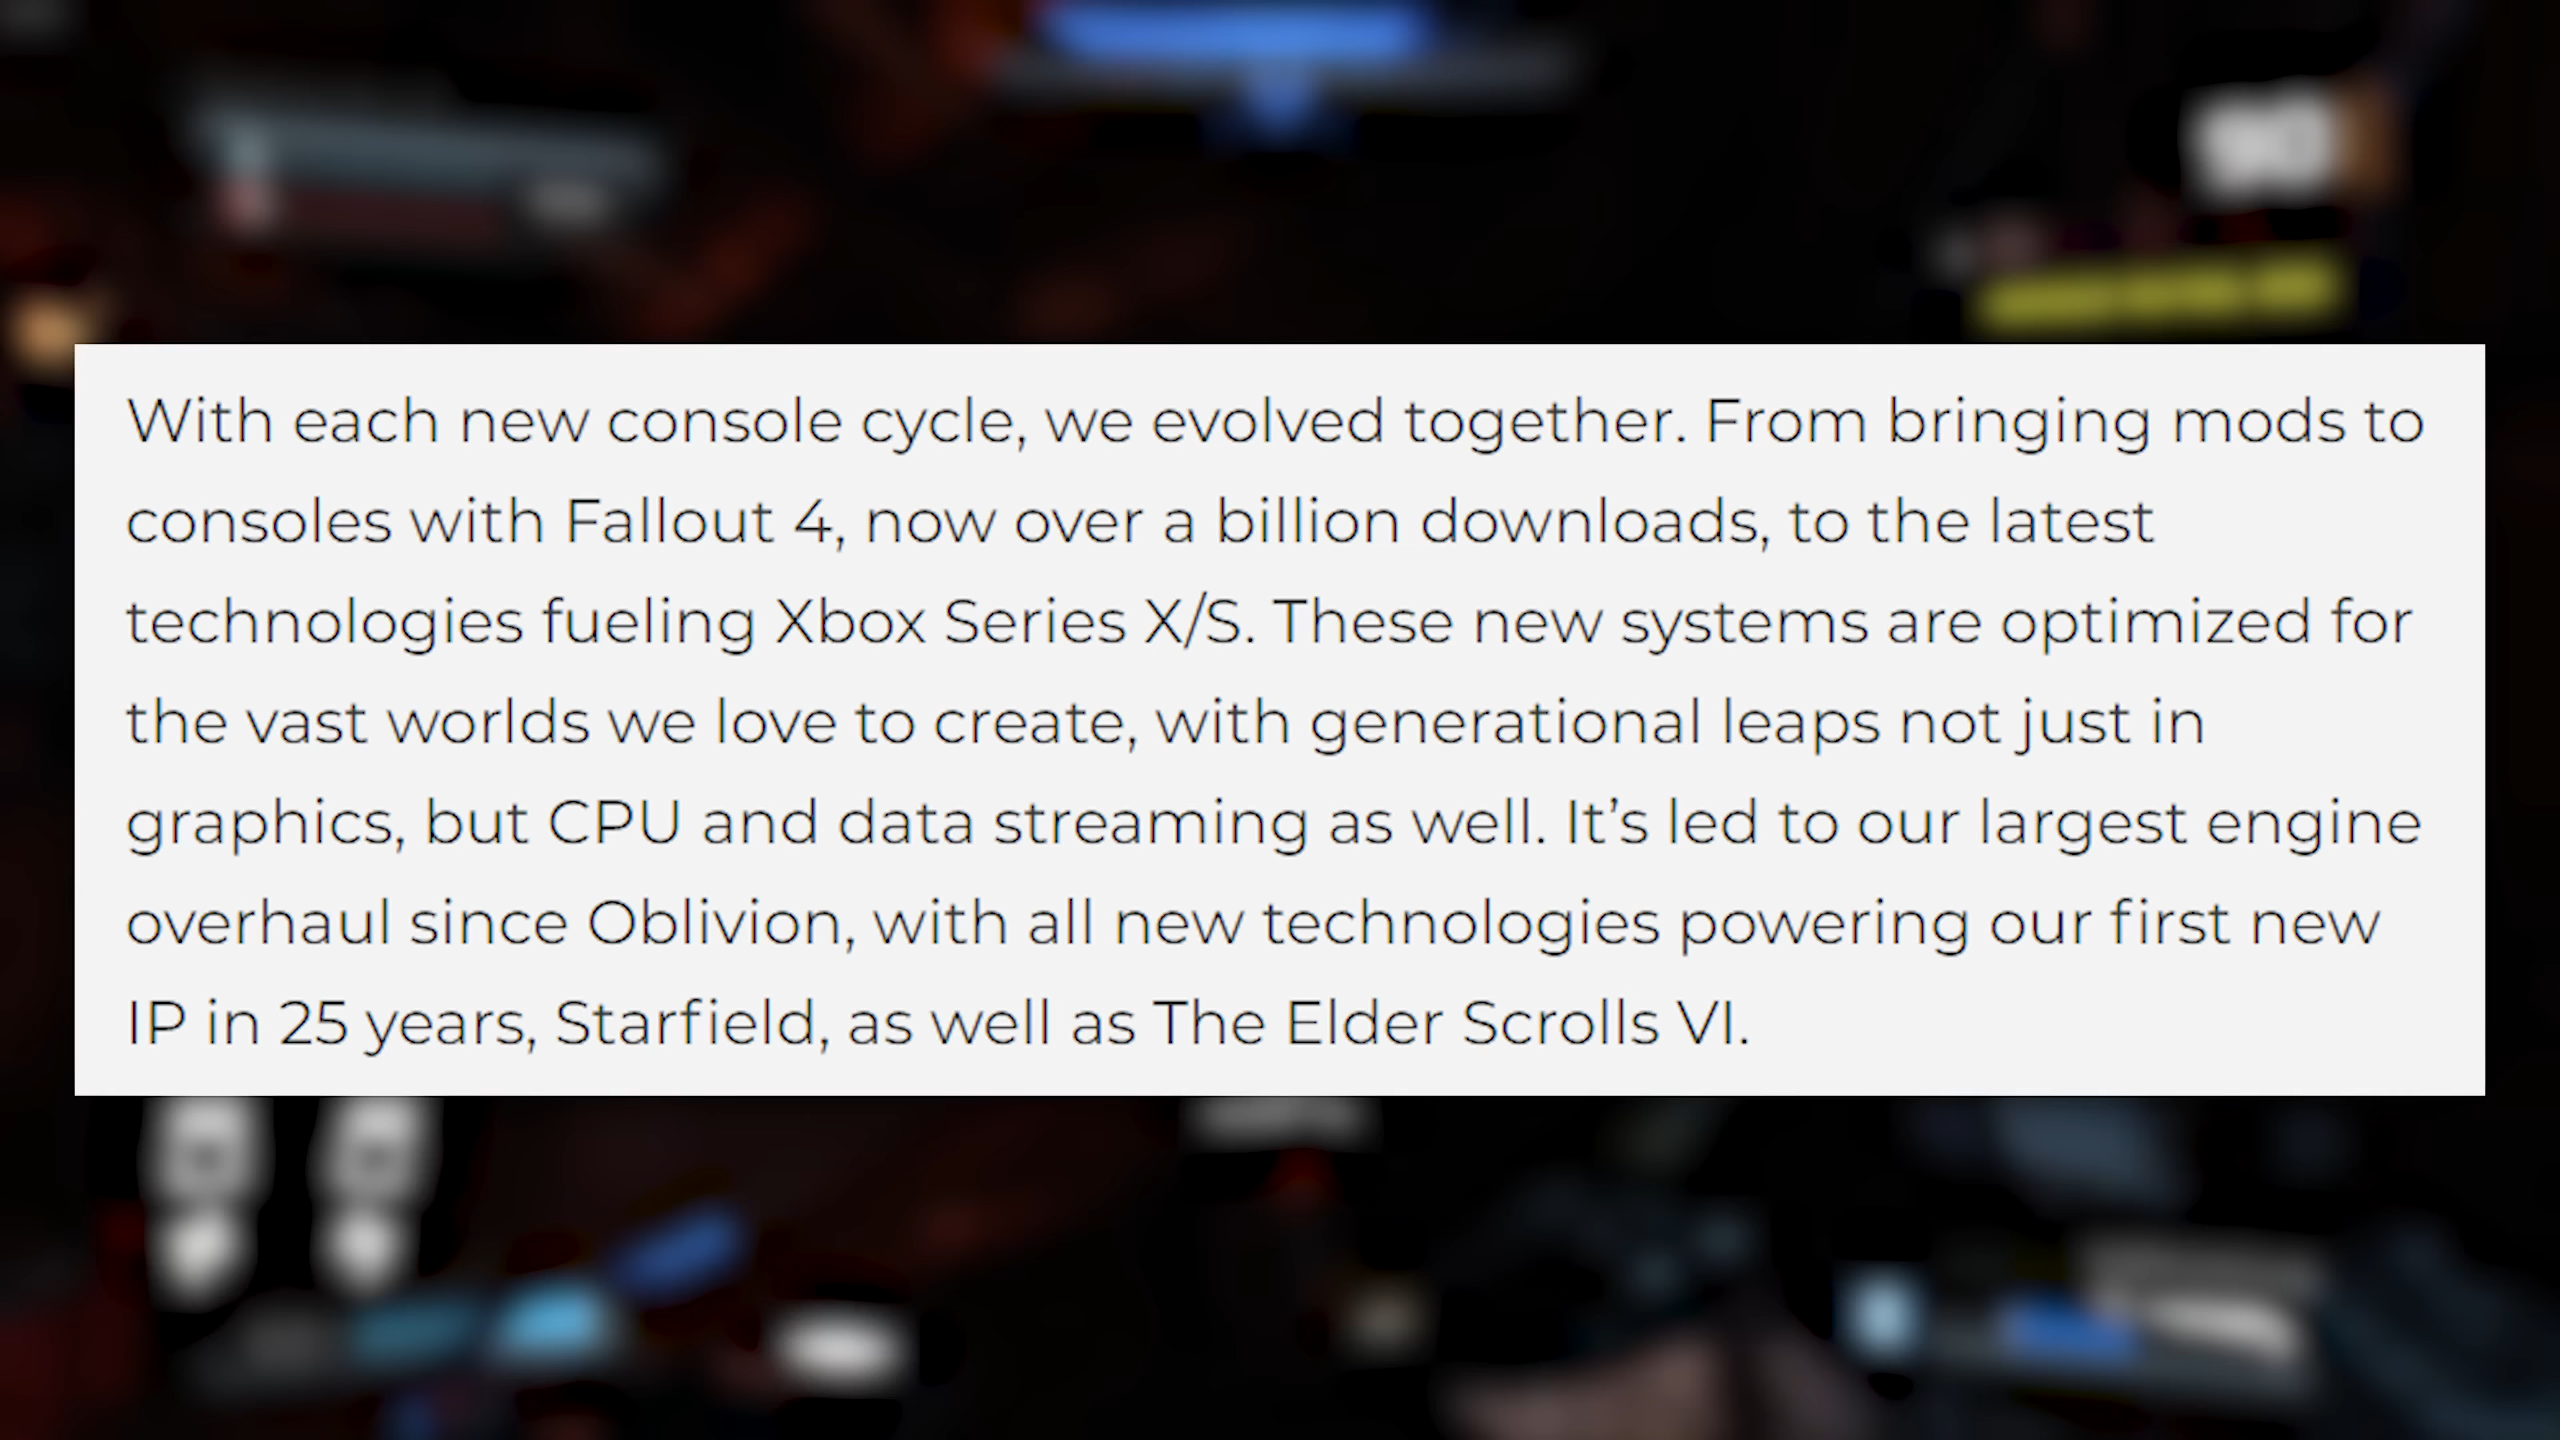 With each new console cycle, we evolved together. From bringing mods to
consoles with Fallout 4, now over a billion downloads, to the latest
technologies fueling Xbox Series X/S. These new systems are optimized for
the vast worlds we love to create, with generational leaps not just in
graphics, but CPU and data streaming as well. It’s led to our largest engine
overhaul since Oblivion, with all new technologies powering our first new
IP in 25 years, Starfield, as well as The Elder Scrolls VI.